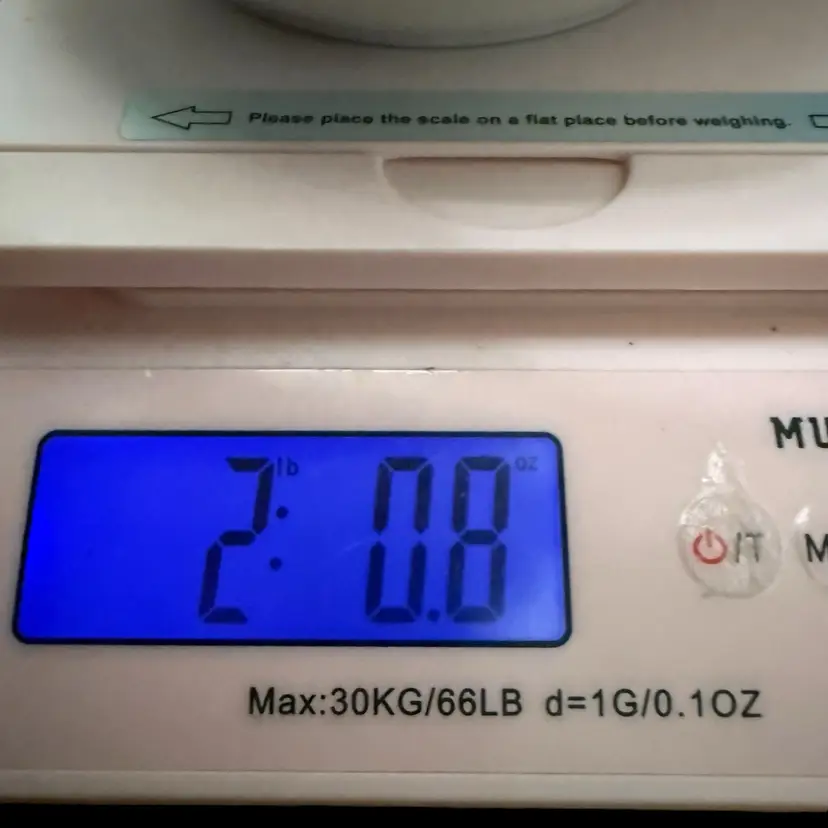 Please place the scale on a flat place before weighing.
MU
2 lb : 0.8 oz
⏻/T M
Max:30KG/66LB d=1G/0.1OZ